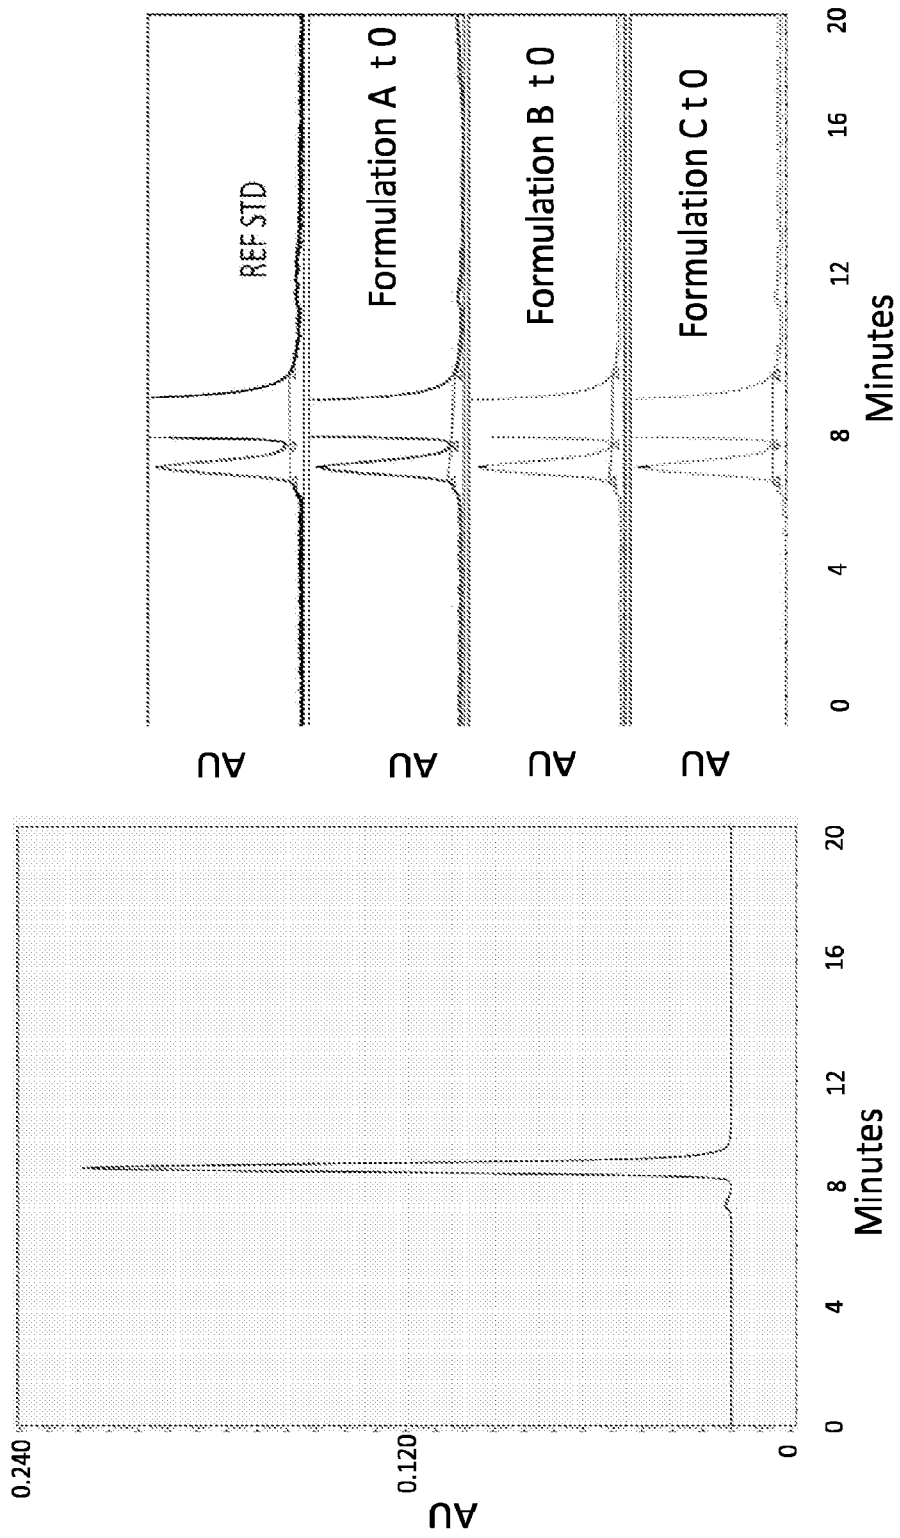 0.240
0.120
0
AU
0 4 8 12 16 20
Minutes
AU
REF STD
AU
Formulation A t 0
AU
Formulation B t 0
AU
Formulation C t 0
0 4 8 12 16 20
Minutes